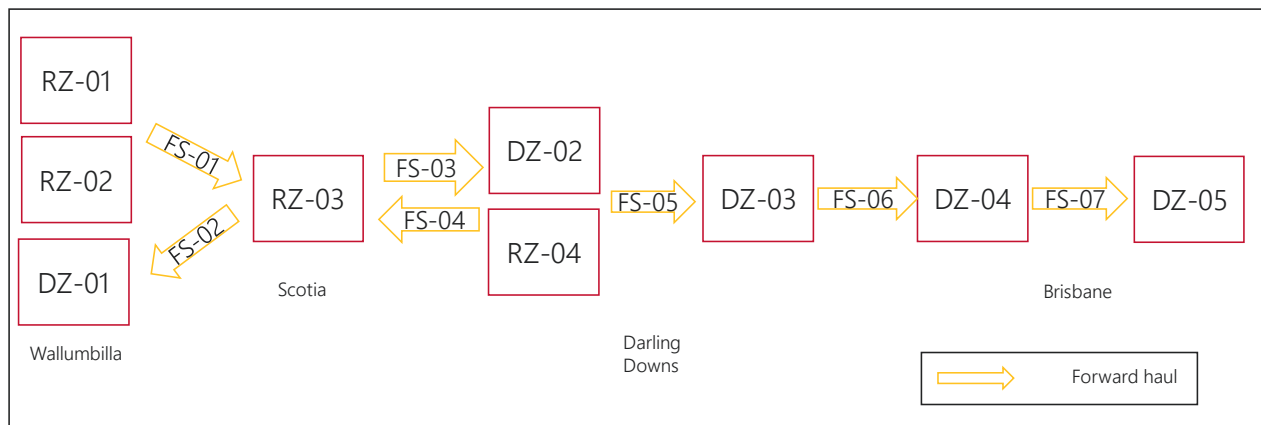 RZ-01
RZ-02
DZ-01
Wallumbilla
FS-01
FS-02
RZ-03
Scotia
FS-03
FS-04
DZ-02
RZ-04
FS-05
Darling
Downs
DZ-03
FS-06
DZ-04
FS-07
Brisbane
DZ-05
Forward haul